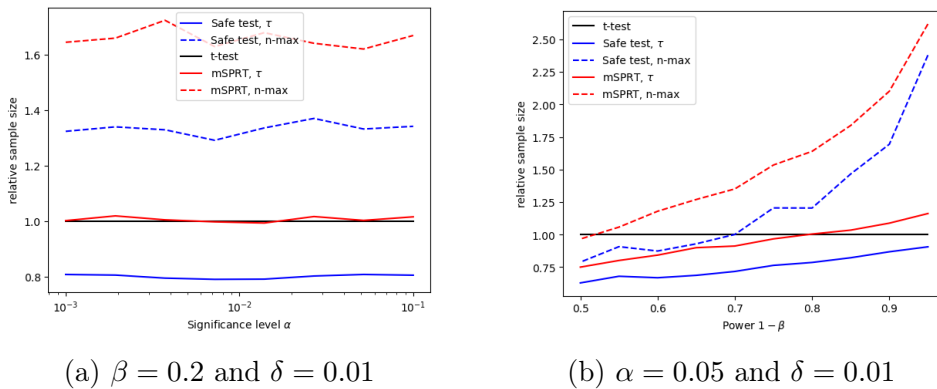 Safe test, τ
Safe test, n-max
t-test
mSPRT, τ
mSPRT, n-max
relative sample size
1.6
1.4
1.2
1.0
0.8
10⁻³
10⁻²
10⁻¹
Significance level α
(a) β = 0.2 and δ = 0.01
t-test
Safe test, τ
Safe test, n-max
mSPRT, τ
mSPRT, n-max
relative sample size
2.50
2.25
2.00
1.75
1.50
1.25
1.00
0.75
0.5
0.6
0.7
0.8
0.9
Power 1 − β
(b) α = 0.05 and δ = 0.01